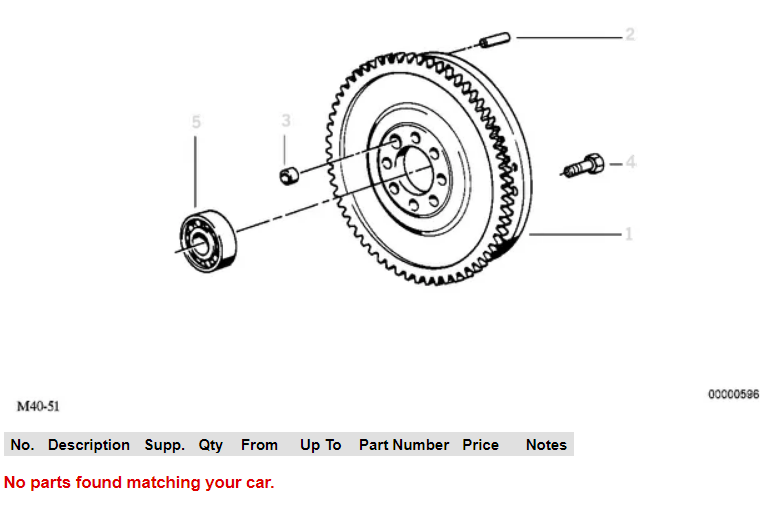 2
5
3
4
1
00000596
M40-51
No. Description Supp. Qty From Up To Part Number Price Notes
No parts found matching your car.